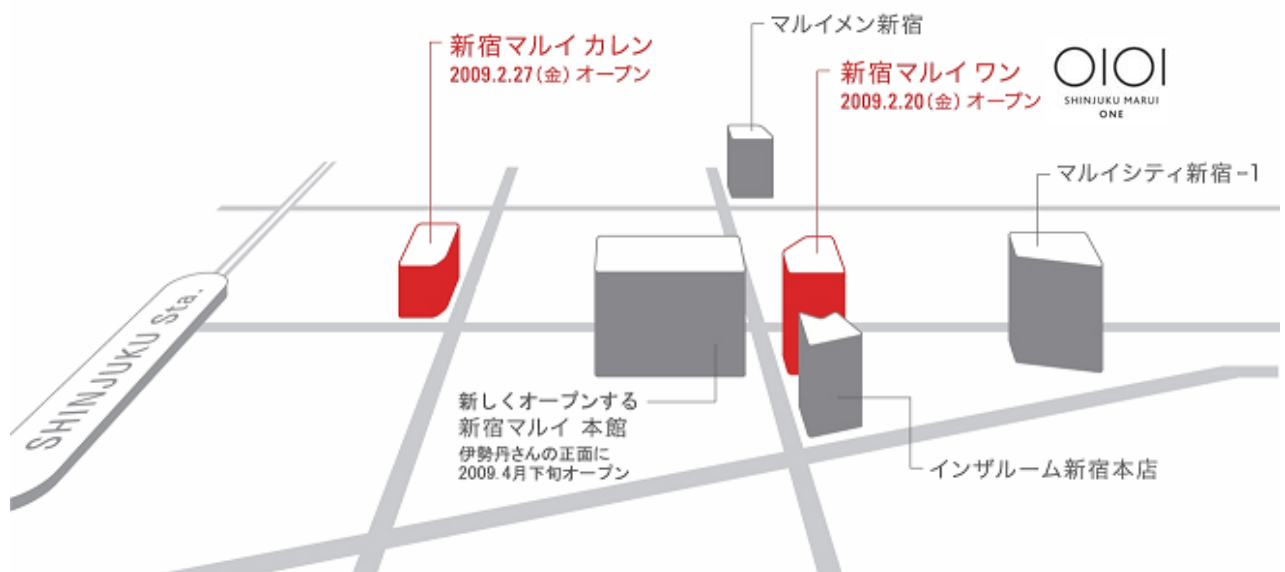 マルイメン新宿
新宿マルイ カレン
2009.2.27(金) オープン
新宿マルイ ワン
2009.2.20(金) オープン
OIOI
SHINJUKU MARUI
ONE
マルイシティ新宿-1
SHINJUKU Sta.
新しくオープンする
新宿マルイ 本館
伊勢丹さんの正面に
2009.4月下旬オープン
インザルーム新宿本店